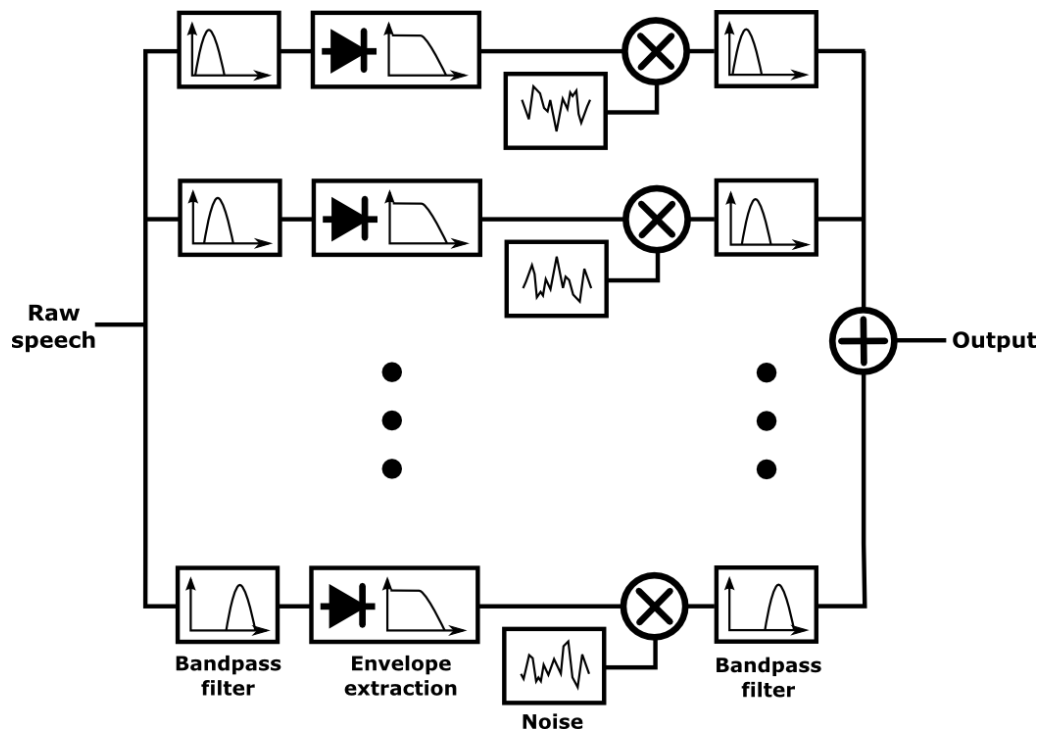 Raw
speech
Output
Bandpass
filter
Envelope
extraction
Noise
Bandpass
filter